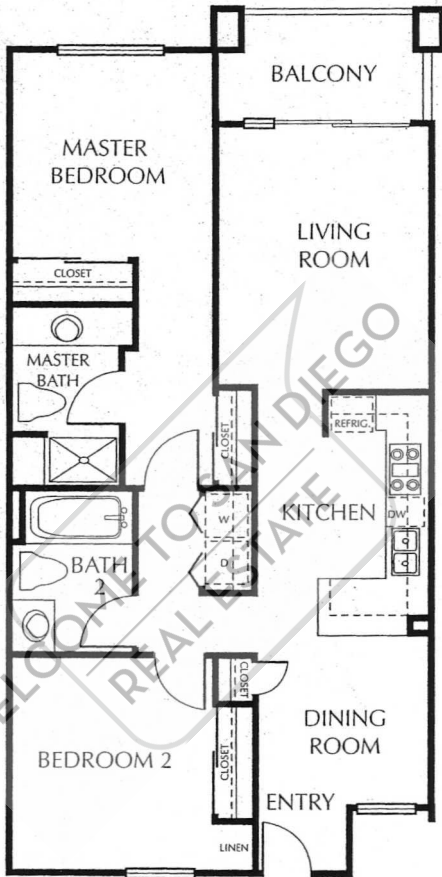 BALCONY
MASTER
BEDROOM
LIVING
ROOM
CLOSET
MASTER
BATH
REFRIG.
CLOSET
KITCHEN
W
DW
D
BATH
2
CLOSET
BEDROOM 2
CLOSET
DINING
ROOM
ENTRY
LINEN
WELCOME TO SAN DIEGO
REAL ESTATE